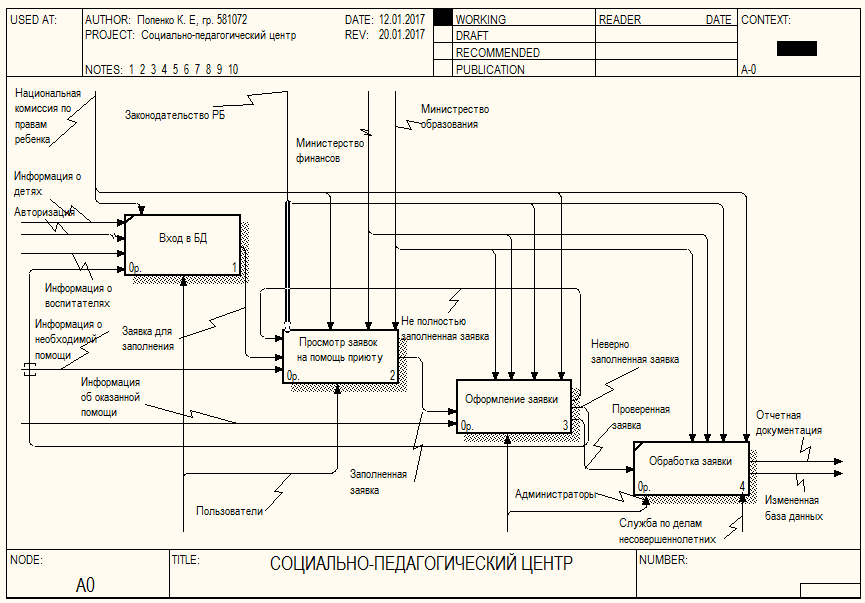 USED AT:
AUTHOR: Попенко К. Е, гр. 581072
DATE: 12.01.2017
PROJECT: Социально-педагогический центр
REV: 20.01.2017
NOTES: 1 2 3 4 5 6 7 8 9 10
WORKING
DRAFT
RECOMMENDED
PUBLICATION
READER DATE
CONTEXT:
A-0
Национальная
комиссия по
правам
ребенка
Законодательство РБ
Министерство
финансов
Министрество
образования
Информация о
детях
Авторизация
Вход в БД
0р. 1
Информация о
воспитателях
Информация о
необходимой
помощи
Заявка для
заполнения
Просмотр заявок
на помощь приюту
0р. 2
Не полностью
заполненная заявка
Информация
об оказанной
помощи
Неверно
заполненная заявка
Оформление заявки
0р. 3
Проверенная
заявка
Отчетная
документация
Обработка заявки
0р. 4
Заполненная
заявка
Пользователи
Администраторы
Служба по делам
несовершеннолетних
Измененная
база данных
NODE:
A0
TITLE:
СОЦИАЛЬНО-ПЕДАГОГИЧЕСКИЙ ЦЕНТР
NUMBER: